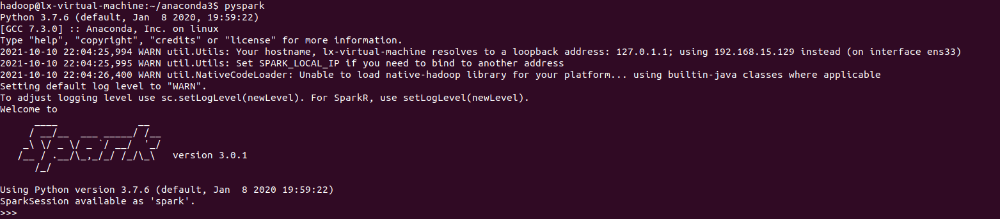 hadoop@lx-virtual-machine:~/anaconda3$ pyspark
Python 3.7.6 (default, Jan  8 2020, 19:59:22)
[GCC 7.3.0] :: Anaconda, Inc. on linux
Type "help", "copyright", "credits" or "license" for more information.
2021-10-10 22:04:25,994 WARN util.Utils: Your hostname, lx-virtual-machine resolves to a loopback address: 127.0.1.1; using 192.168.15.129 instead (on interface ens33)
2021-10-10 22:04:25,995 WARN util.Utils: Set SPARK_LOCAL_IP if you need to bind to another address
2021-10-10 22:04:26,400 WARN util.NativeCodeLoader: Unable to load native-hadoop library for your platform... using builtin-java classes where applicable
Setting default log level to "WARN".
To adjust logging level use sc.setLogLevel(newLevel). For SparkR, use setLogLevel(newLevel).
Welcome to
      ____              __
     / __/__  ___ _____/ /__
    _\ \/ _ \/ _ `/ __/  '_/
   /__ / .__/\_,_/_/ /_/\_\   version 3.0.1
      /_/
Using Python version 3.7.6 (default, Jan  8 2020 19:59:22)
SparkSession available as 'spark'.
>>>